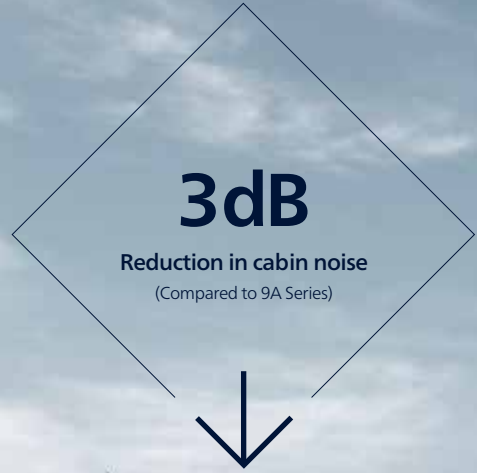 3dB
Reduction in cabin noise
(Compared to 9A Series)